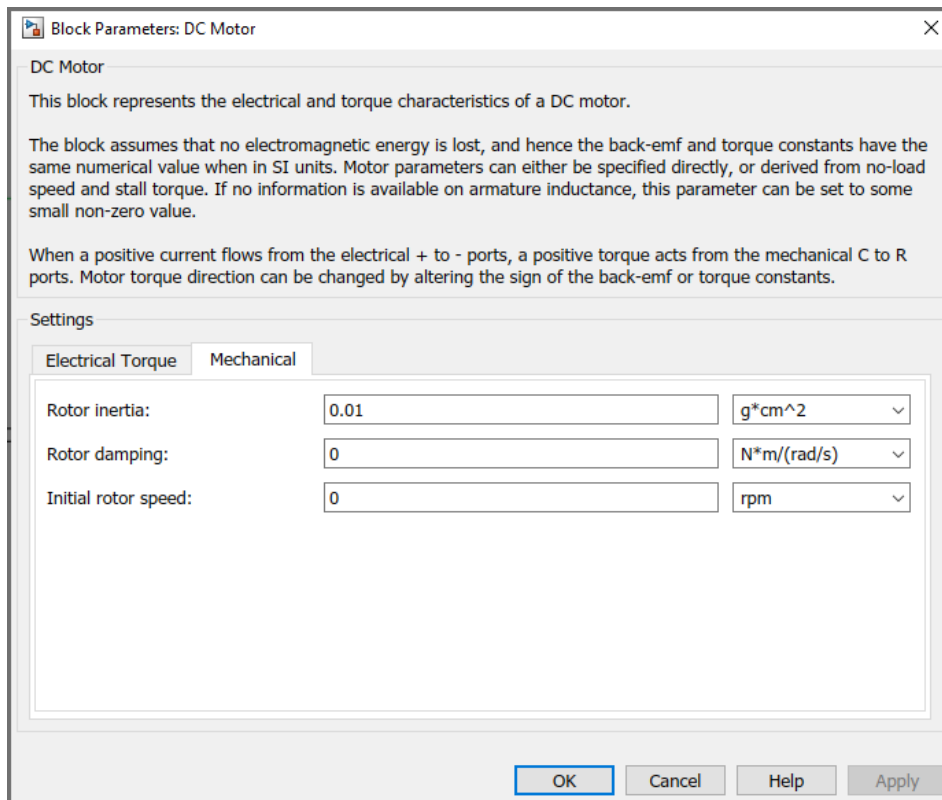 Block Parameters: DC Motor
DC Motor
This block represents the electrical and torque characteristics of a DC motor.
The block assumes that no electromagnetic energy is lost, and hence the back-emf and torque constants have the
same numerical value when in SI units. Motor parameters can either be specified directly, or derived from no-load
speed and stall torque. If no information is available on armature inductance, this parameter can be set to some
small non-zero value.
When a positive current flows from the electrical + to - ports, a positive torque acts from the mechanical C to R
ports. Motor torque direction can be changed by altering the sign of the back-emf or torque constants.
Settings
Electrical Torque Mechanical
Rotor inertia: 0.01 g*cm^2
Rotor damping: 0 N*m/(rad/s)
Initial rotor speed: 0 rpm
OK Cancel Help Apply